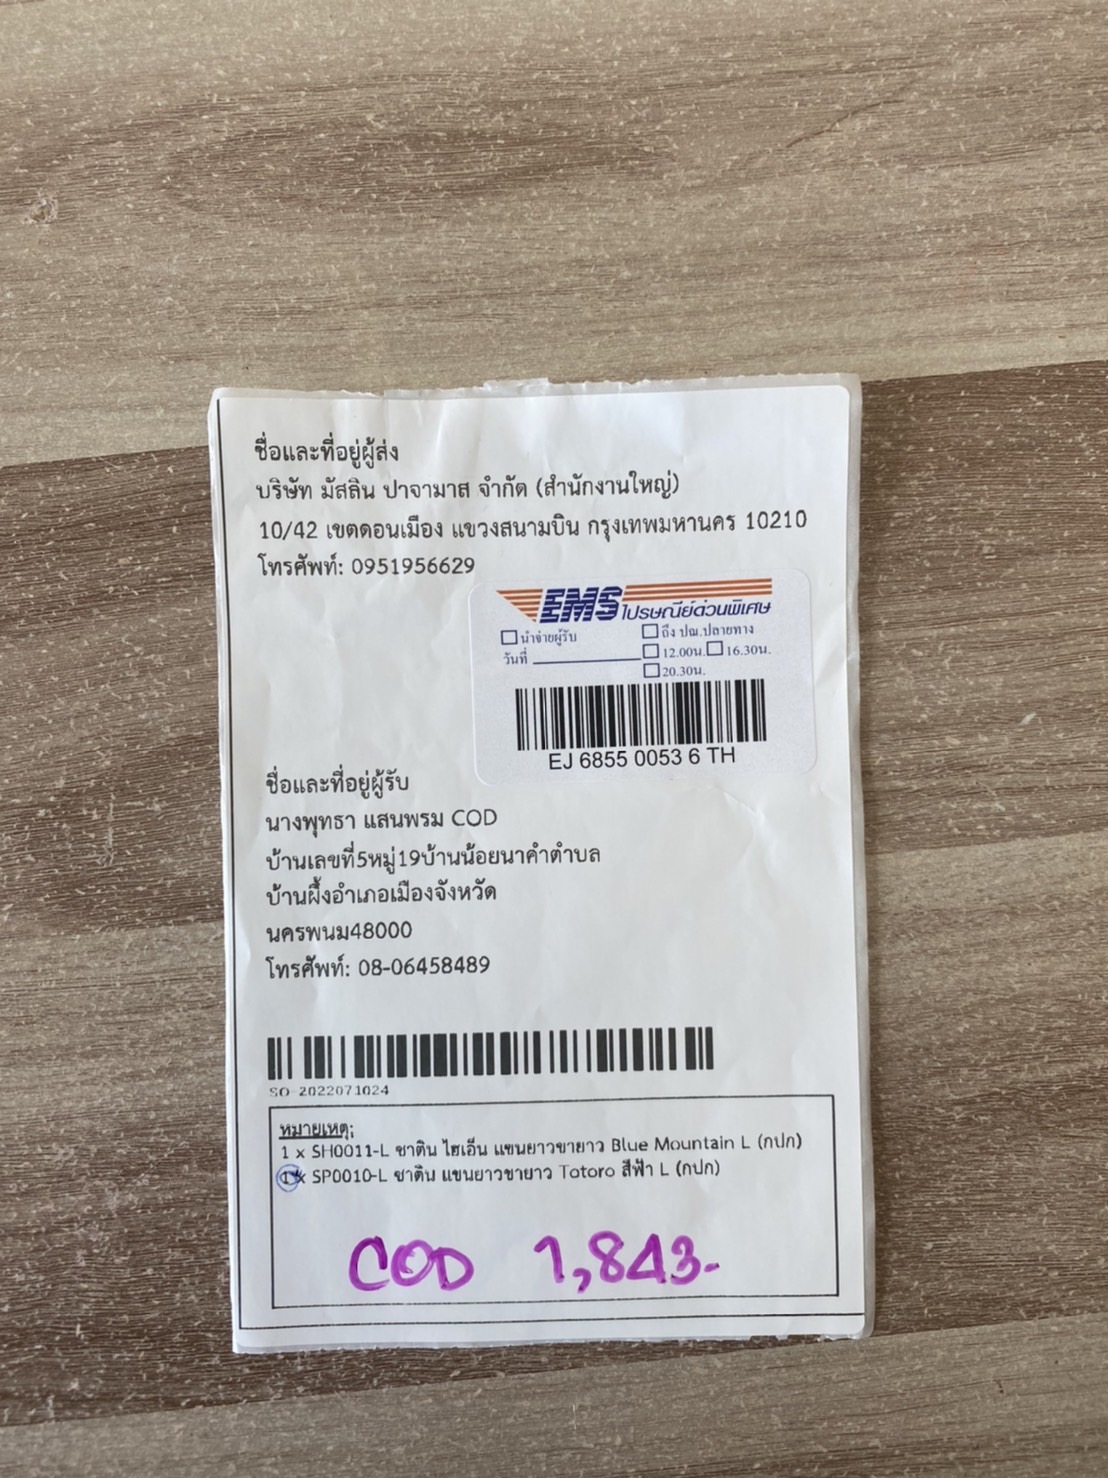 ชื่อและที่อยู่ผู้ส่ง
บริษัท มัสลิน ปาจามาส จำกัด (สำนักงานใหญ่)
10/42 เขตดอนเมือง แขวงสนามบิน กรุงเทพมหานคร 10210
โทรศัพท์: 0951956629
EMS ไปรษณีย์ด่วนพิเศษ
นำจ่ายผู้รับ ถึง ปณ.ปลายทาง
วันที่ 12.00น. 16.30น.
20.30น.
EJ 6855 0053 6 TH
ชื่อและที่อยู่ผู้รับ
นางพุทธา แสนพรม COD
บ้านเลขที่5หมู่19บ้านน้อยนาคำตำบล
บ้านผึ้งอำเภอเมืองจังหวัด
นครพนม48000
โทรศัพท์: 08-06458489
SO-2022071024
หมายเหตุ:
1 x SH0011-L ซาติน ไฮเอ็น แขนยาวขายาว Blue Mountain L (กปก)
1 x SP0010-L ซาติน แขนยาวขายาว Totoro สีฟ้า L (กปก)
COD 1,843.-